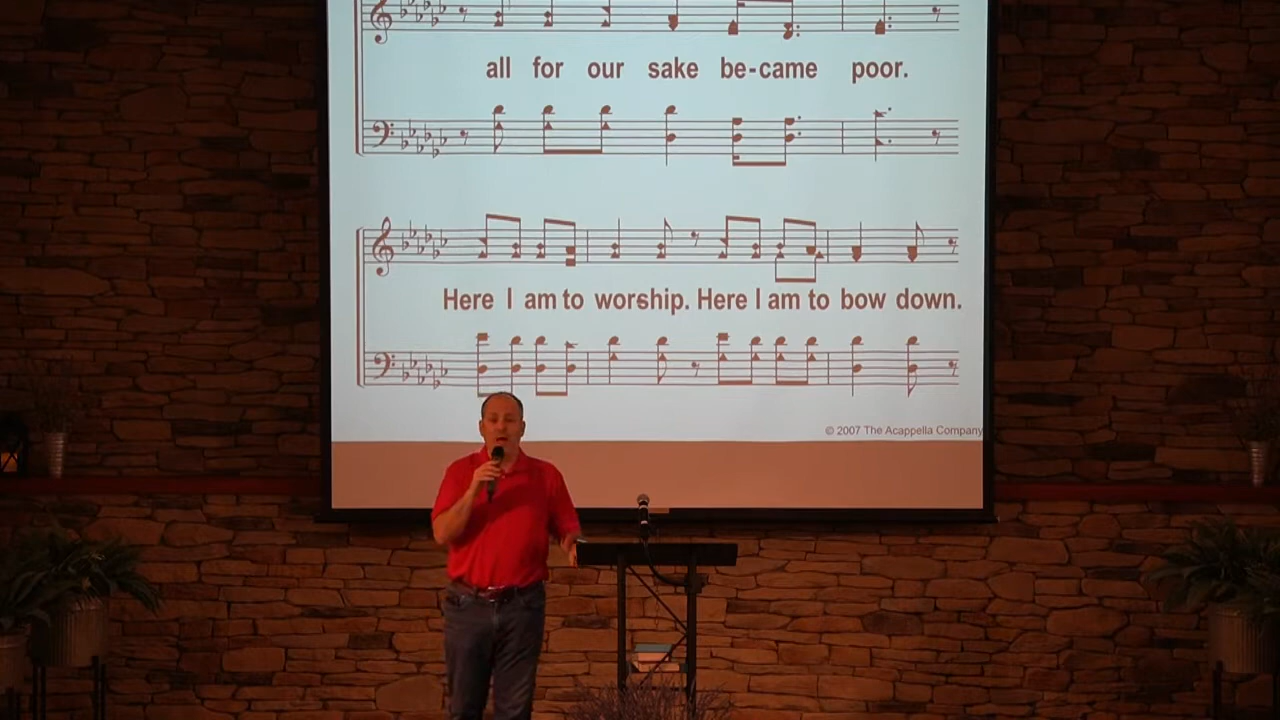 all for our sake be-came poor.
Here I am to worship. Here I am to bow down.
© 2007 The Acappella Company